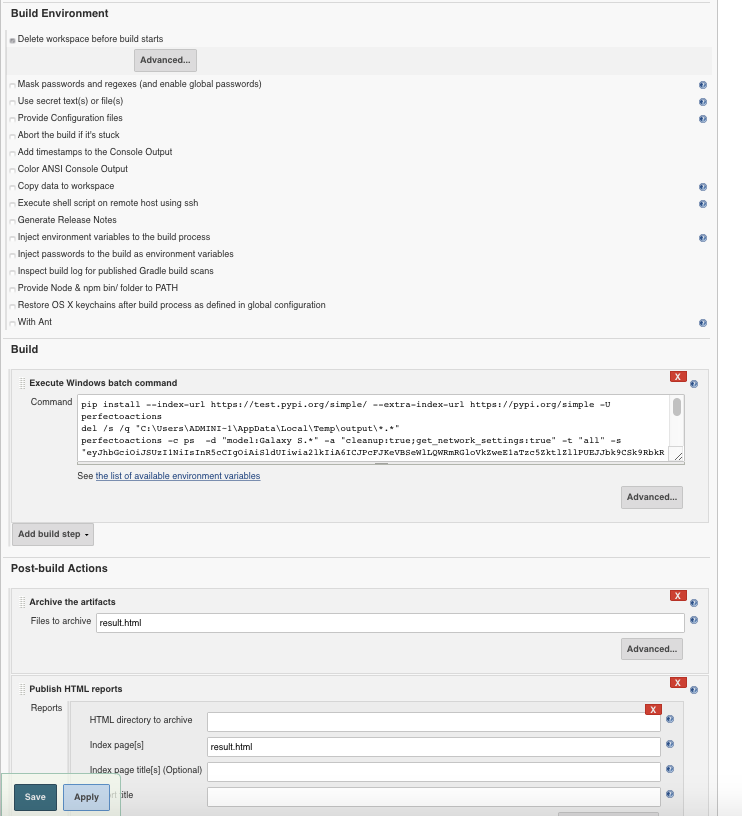 Build Environment
Delete workspace before build starts
Advanced...
Mask passwords and regexes (and enable global passwords)
Use secret text(s) or file(s)
Provide Configuration files
Abort the build if it's stuck
Add timestamps to the Console Output
Color ANSI Console Output
Copy data to workspace
Execute shell script on remote host using ssh
Generate Release Notes
Inject environment variables to the build process
Inject passwords to the build as environment variables
Inspect build log for published Gradle build scans
Provide Node & npm bin/ folder to PATH
Restore OS X keychains after build process as defined in global configuration
With Ant
Build
X
Execute Windows batch command
Command
pip install --index-url https://test.pypi.org/simple/ --extra-index-url https://pypi.org/simple -U
perfectoactions
del /s /q "C:\Users\ADMINI~1\AppData\Local\Temp\output\*.*"
perfectoactions -c ps -d "model:Galaxy S.*" -a "cleanup:true;get_network_settings:true" -t "all" -s
See the list of available environment variables
Advanced...
Add build step
Post-build Actions
X
Archive the artifacts
Files to archive result.html
Advanced...
X
Publish HTML reports
Reports
X
HTML directory to archive
Index page[s] result.html
Index page title[s] (Optional)
title
Save Apply